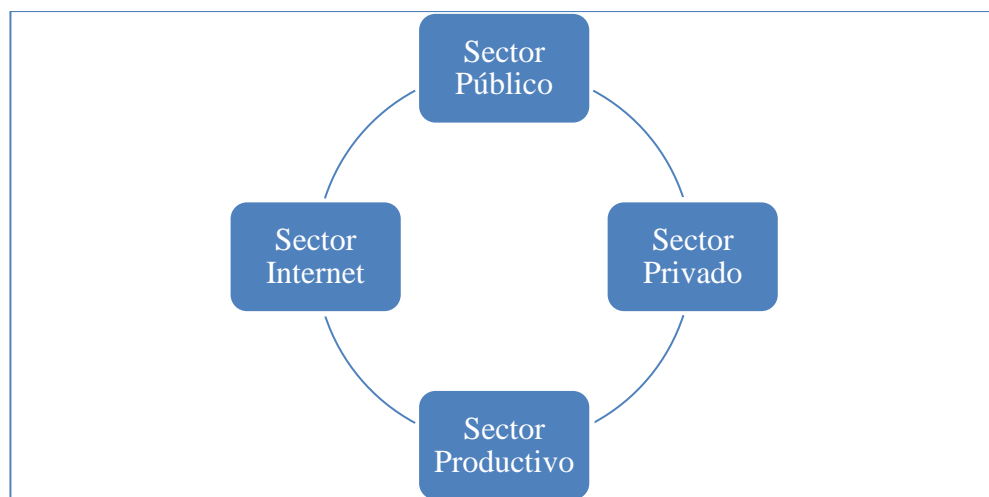 Sector
Público
Sector
Internet
Sector
Privado
Sector
Productivo